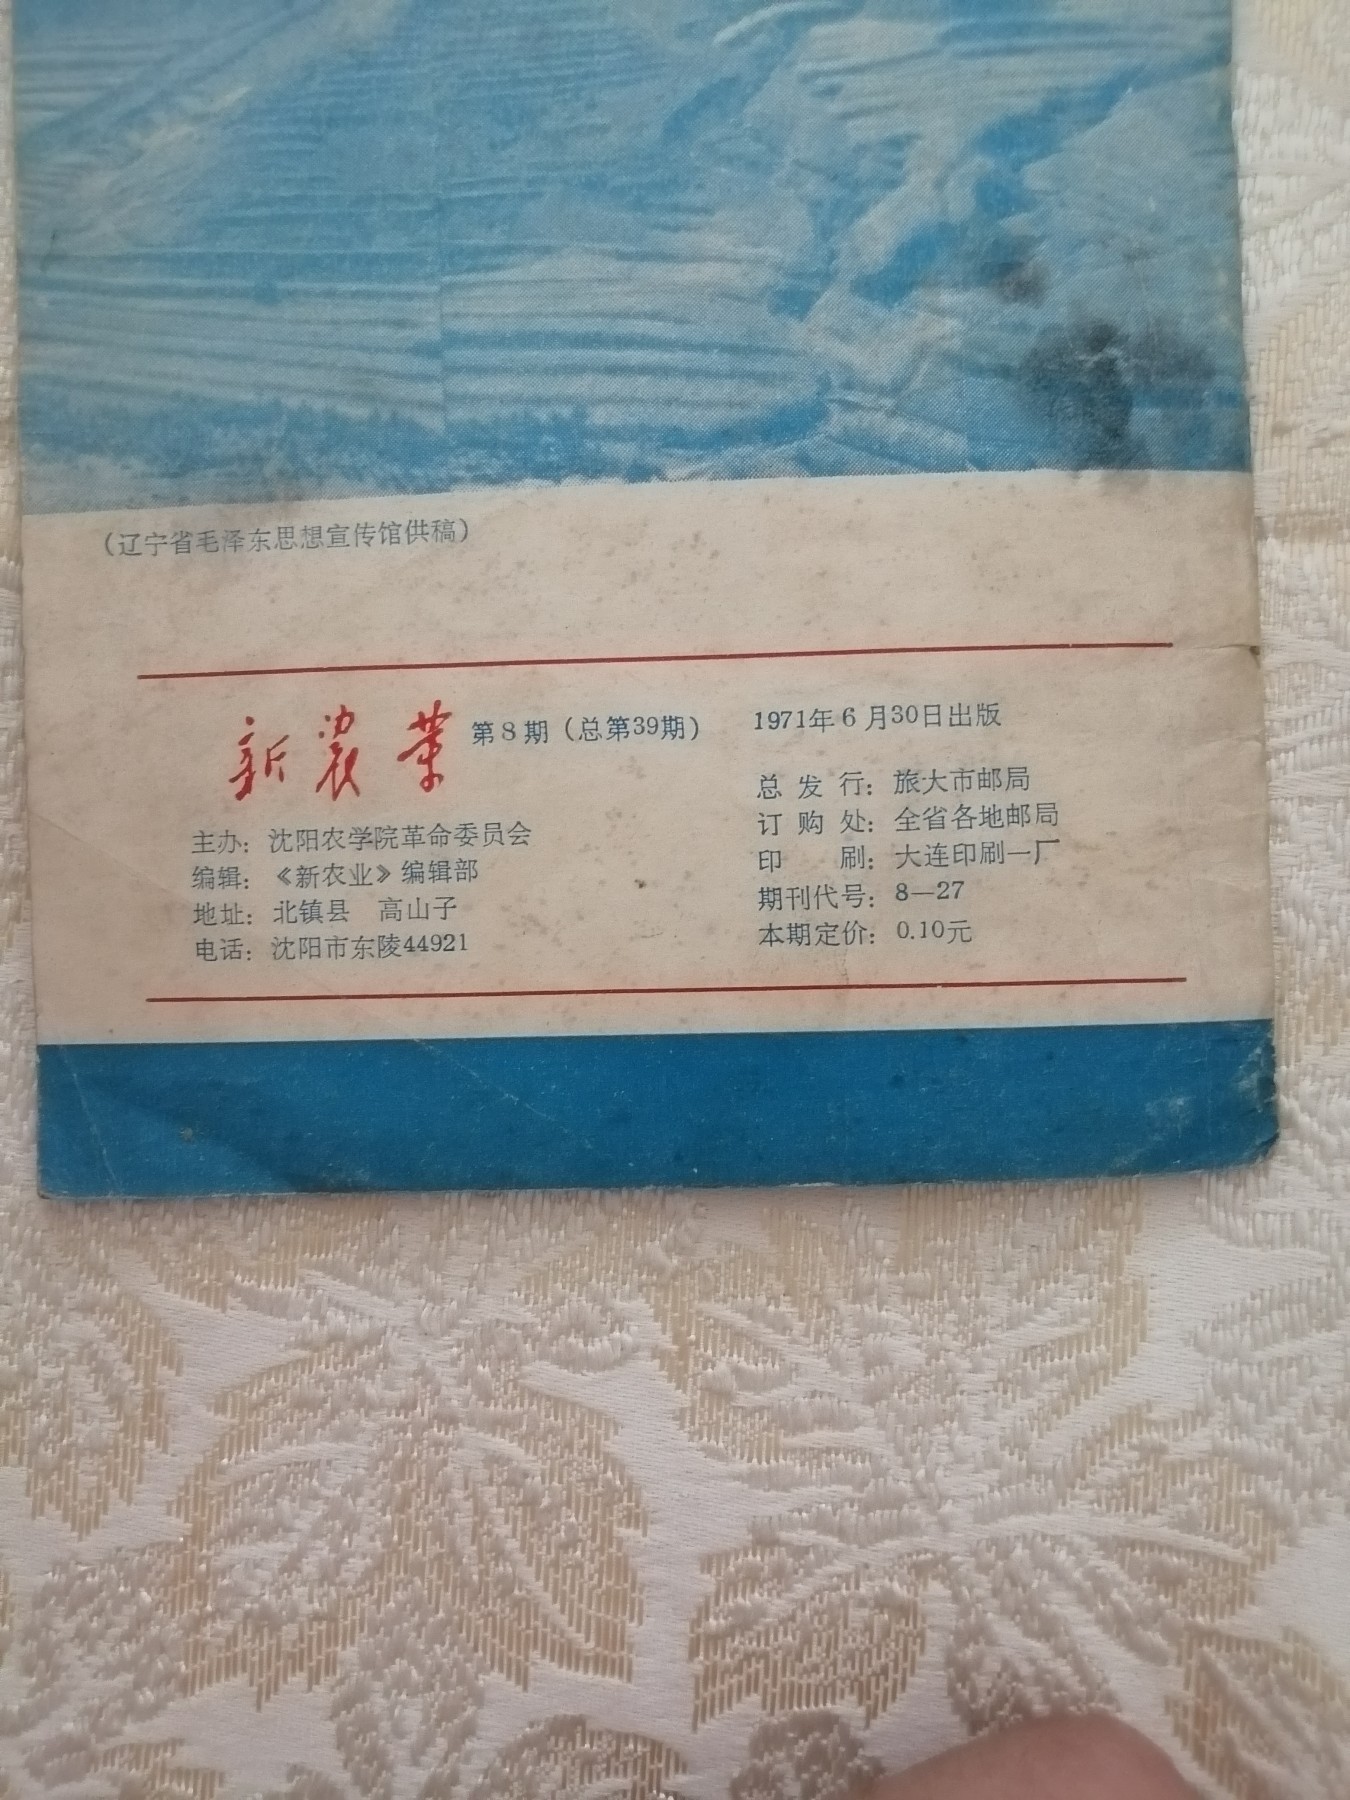 (辽宁省毛泽东思想宣传馆供稿)
新农业 第8期 (总第39期) 1971年6月30日出版
主办: 沈阳农学院革命委员会
编辑: 《新农业》编辑部
地址: 北镇县 高山子
电话: 沈阳市东陵44921
总发行: 旅大市邮局
订购处: 全省各地邮局
印刷: 大连印刷一厂
期刊代号: 8—27
本期定价: 0.10元